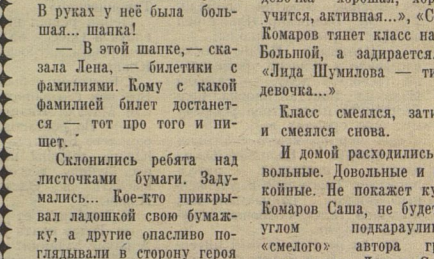 В руках у неё была боль-
шая... шапка!
— В этой шапке,— ска-
зала Лена, — билетики с
фамилиями. Кому с какой
фамилией билет достанет-
ся — тот про того и пи-
шет.
Склонились ребята над
листочками бумаги. Заду-
мались... Кое-кто прикры-
вал ладошкой свою бумаж-
ку, а другие опасливо по-
глядывали в сторону героя
учится, активная...», «С
Комаров тянет класс на
Большой, а задирается.
«Лида Шумилова — ти
девочка...»
Класс смеялся, зати
и смеялся снова.
И домой расходились
вольные. Довольные и
койные. Не покажет ку
Комаров Саша, не будет
углом подкараули
«смелого» автора г